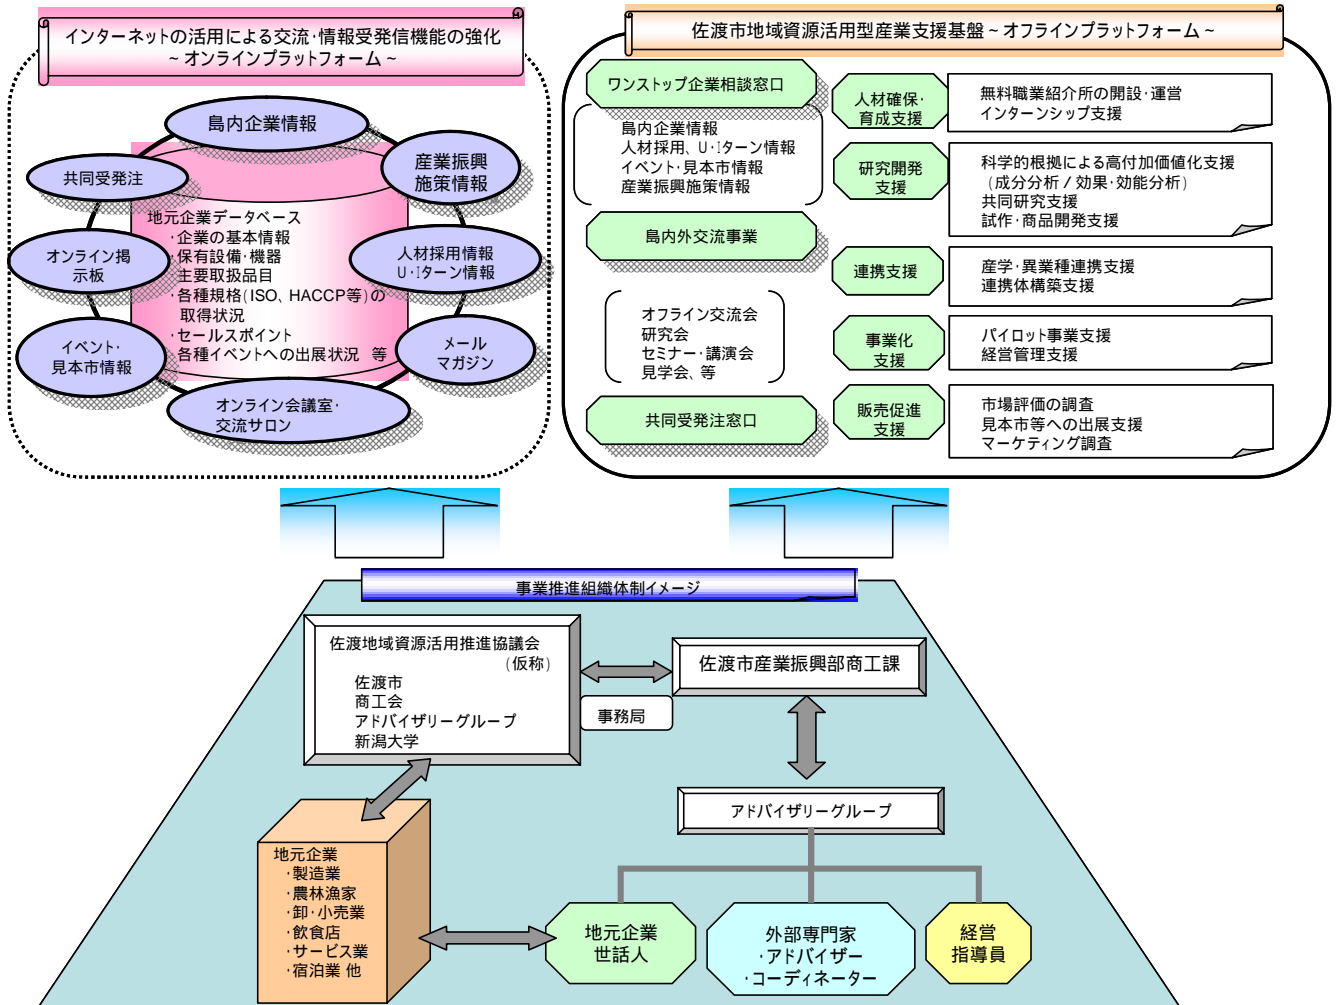 インターネットの活用による交流・情報受発信機能の強化
~ オンラインプラットフォーム ~
島内企業情報
産業振興
施策情報
共同受発注
地元企業データベース
・企業の基本情報
・保有設備・機器
・主要取扱品目
・各種規格(ISO、HACCP等)の
取得状況
・セールスポイント
・各種イベントへの出展状況 等
オンライン掲
示板
人材採用情報
U・Iターン情報
イベント・
見本市情報
メール
マガジン
オンライン会議室・
交流サロン
佐渡市地域資源活用型産業支援基盤 ~ オフラインプラットフォーム ~
ワンストップ企業相談窓口
島内企業情報
人材採用、U・Iターン情報
イベント・見本市情報
産業振興施策情報
島内外交流事業
オフライン交流会
研究会
セミナー・講演会
見学会、等
共同受発注窓口
人材確保・
育成支援
無料職業紹介所の開設・運営
インターンシップ支援
研究開発
支援
科学的根拠による高付加価値化支援
(成分分析 / 効果・効能分析)
共同研究支援
試作・商品開発支援
連携支援
産学・異業種連携支援
連携体構築支援
事業化
支援
パイロット事業支援
経営管理支援
販売促進
支援
市場評価の調査
見本市等への出展支援
マーケティング調査
事業推進組織体制イメージ
佐渡地域資源活用推進協議会
(仮称)
佐渡市
商工会
アドバイザリーグループ
新潟大学
佐渡市産業振興部商工課
事務局
アドバイザリーグループ
地元企業
・製造業
・農林漁家
・卸・小売業
・飲食店
・サービス業
・宿泊業 他
地元企業
世話人
外部専門家
・アドバイザー
・コーディネーター
経営
指導員